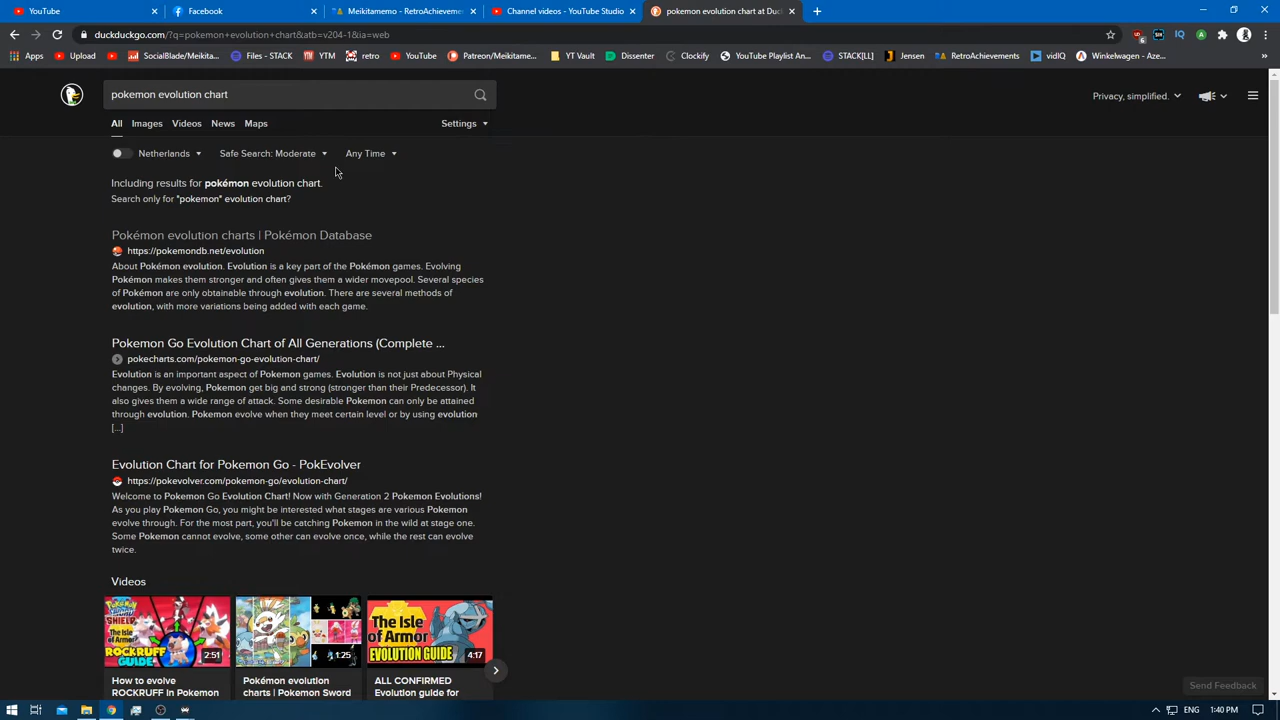 YouTube
Facebook
Meikitamemo - RetroAchieveme
Channel videos - YouTube Studio
pokemon evolution chart at Duc
duckduckgo.com/?q=pokemon+evolution+chart&atb=v204-1&ia=web
Apps
Upload
SocialBlade/Meikita...
Files - STACK
YTM
retro
YouTube
Patreon/Meikitame...
YT Vault
Dissenter
Clockify
YouTube Playlist An...
STACK[LL]
Jensen
RetroAchievements
vidIQ
Winkelwagen - Aze...
pokemon evolution chart
Privacy, simplified.
All Images Videos News Maps Settings
Netherlands Safe Search: Moderate Any Time
Including results for pokémon evolution chart.
Search only for "pokemon" evolution chart?
Pokémon evolution charts | Pokémon Database
https://pokemondb.net/evolution
About Pokémon evolution. Evolution is a key part of the Pokémon games. Evolving
Pokémon makes them stronger and often gives them a wider movepool. Several species
of Pokémon are only obtainable through evolution. There are several methods of
evolution, with more variations being added with each game.
Pokemon Go Evolution Chart of All Generations (Complete ...
pokecharts.com/pokemon-go-evolution-chart/
Evolution is an important aspect of Pokemon games. Evolution is not just about Physical
changes. By evolving, Pokemon get big and strong (stronger than their Predecessor). It
also gives them a wide range of attack. Some desirable Pokemon can only be attained
through evolution. Pokemon evolve when they meet certain level or by using evolution
[...]
Evolution Chart for Pokemon Go - PokEvolver
https://pokevolver.com/pokemon-go/evolution-chart/
Welcome to Pokemon Go Evolution Chart! Now with Generation 2 Pokemon Evolutions!
As you play Pokemon Go, you might be interested what stages are various Pokemon
evolve through. For the most part, you'll be catching Pokemon in the wild at stage one.
Some Pokemon cannot evolve, some other can evolve once, while the rest can evolve
twice.
Videos
SHIELD
The Isle
of Armor
ROCKRUFF
GUIDE
2:51
1:25
The Isle
of Armor
EVOLUTION GUIDE
4:17
How to evolve
ROCKRUFF In Pokemon
Pokémon evolution
charts | Pokemon Sword
ALL CONFIRMED
Evolution guide for
Send Feedback
ENG 1:40 PM